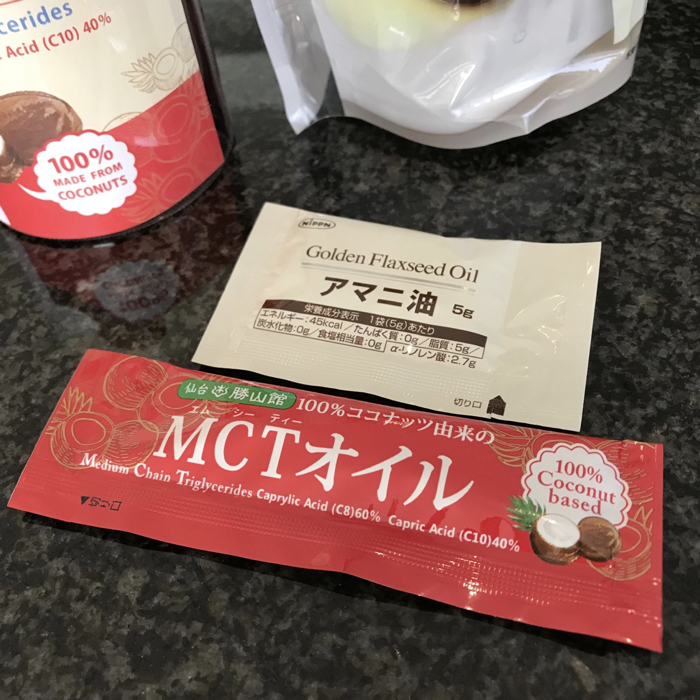 cerides
Acid (C10) 40%
100%
MADE FROM
COCONUTS
NIPPN
Golden Flaxseed Oil
アマニ油 5g
栄養成分表示 1袋(5g)あたり
エネルギー:45kcal/たんぱく質:0g/脂質:5g/
炭水化物:0g/食塩相当量:0g α-リノレン酸:2.7g
切り口
仙台 勝山館
100%ココナッツ由来の
エム シー ティー
MCTオイル
Medium Chain Triglycerides Caprylic Acid (C8)60% Capric Acid (C10)40%
100%
Coconut
based